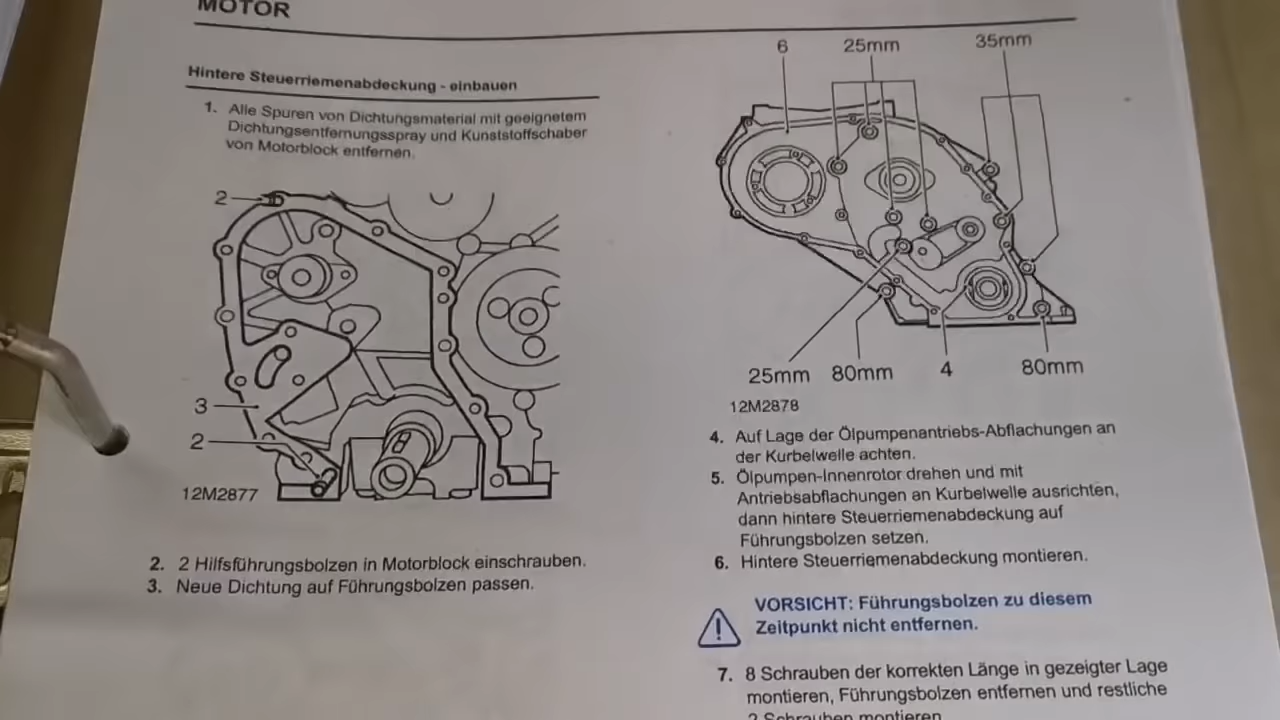 MOTOR
Hintere Steuerriemenabdeckung - einbauen
1. Alle Spuren von Dichtungsmaterial mit geeignetem
Dichtungsentfernungsspray und Kunststoffschaber
von Motorblock entfernen.
2
3
2
12M2877
2. 2 Hilfsführungsbolzen in Motorblock einschrauben.
3. Neue Dichtung auf Führungsbolzen passen.
6 25mm 35mm
25mm 80mm 4 80mm
12M2878
4. Auf Lage der Ölpumpenantriebs-Abflachungen an
der Kurbelwelle achten.
5. Ölpumpen-Innenrotor drehen und mit
Antriebsabflachungen an Kurbelwelle ausrichten,
dann hintere Steuerriemenabdeckung auf
Führungsbolzen setzen.
6. Hintere Steuerriemenabdeckung montieren.
VORSICHT: Führungsbolzen zu diesem
Zeitpunkt nicht entfernen.
7. 8 Schrauben der korrekten Länge in gezeigter Lage
montieren, Führungsbolzen entfernen und restliche
2 Schrauben montieren.